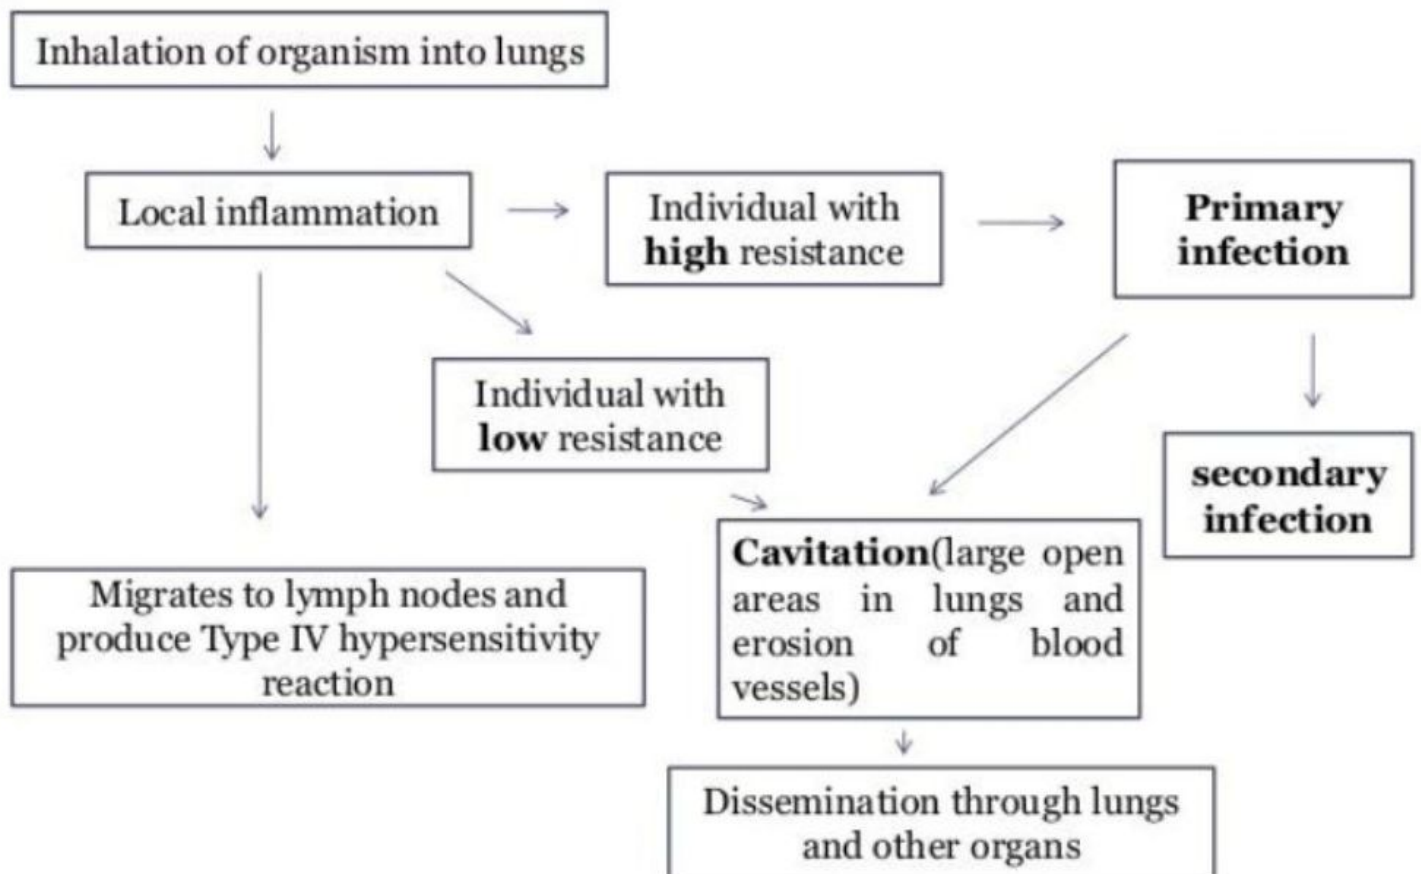 Inhalation of organism into lungs
Local inflammation
Individual with
high resistance
Primary
infection
Individual with
low resistance
secondary
infection
Migrates to lymph nodes and
produce Type IV hypersensitivity
reaction
Cavitation(large open
areas in lungs and
erosion of blood
vessels)
Dissemination through lungs
and other organs